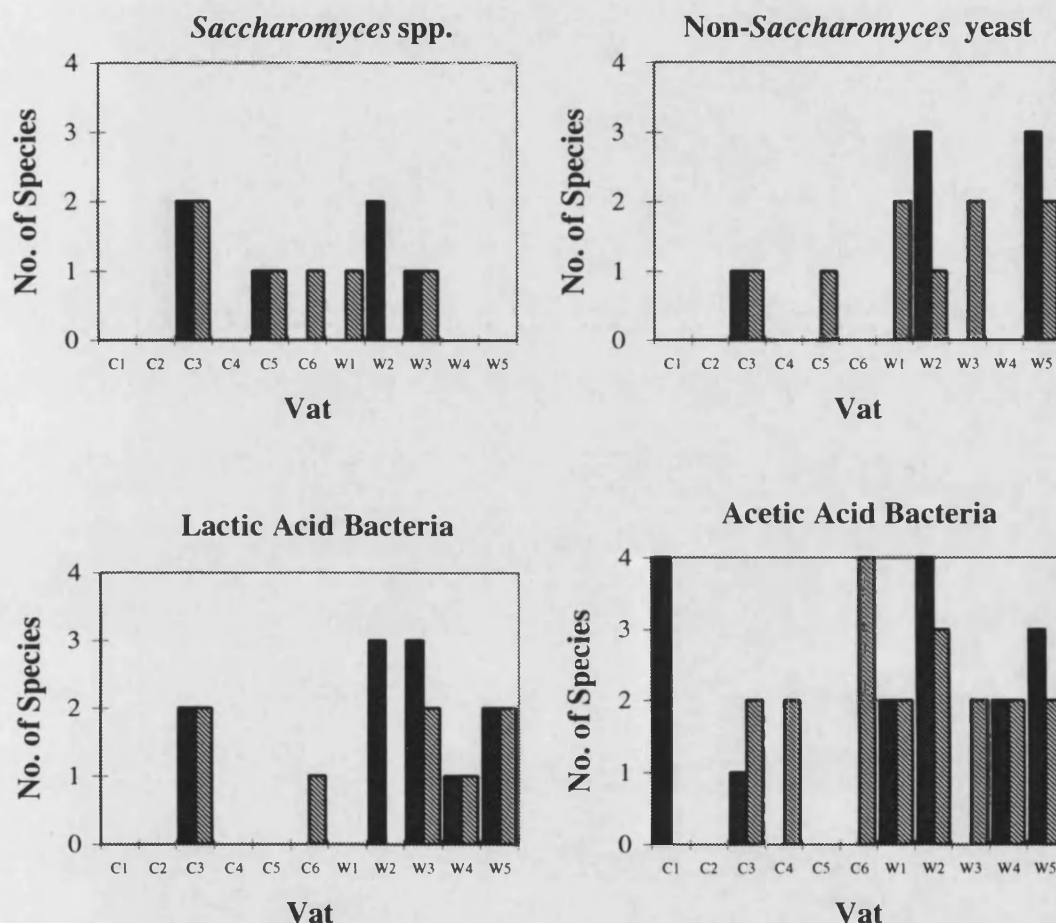 Saccharomyces spp.
4
3
2
1
0
No. of Species
C1 C2 C3 C4 C5 C6 W1 W2 W3 W4 W5
Vat
Non-Saccharomyces yeast
4
3
2
1
0
No. of Species
C1 C2 C3 C4 C5 C6 W1 W2 W3 W4 W5
Vat
Lactic Acid Bacteria
4
3
2
1
0
No. of Species
C1 C2 C3 C4 C5 C6 W1 W2 W3 W4 W5
Vat
Acetic Acid Bacteria
4
3
2
1
0
No. of Species
C1 C2 C3 C4 C5 C6 W1 W2 W3 W4 W5
Vat